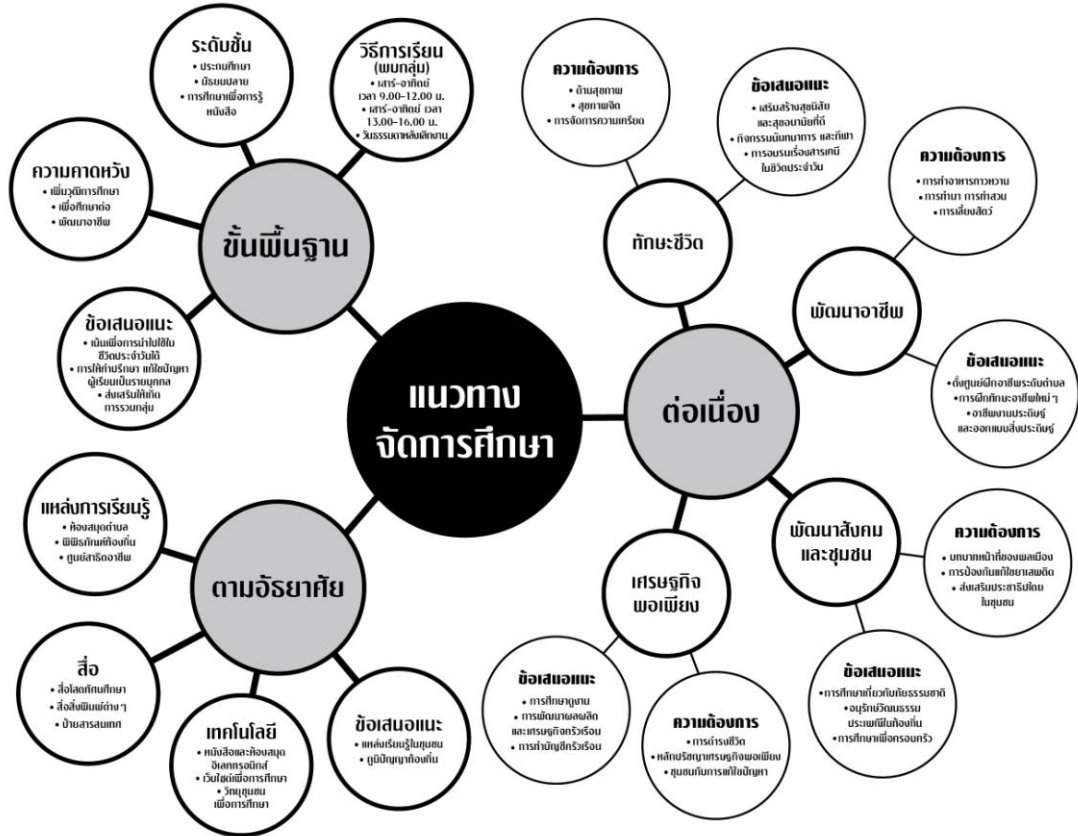 แนวทาง
จัดการศึกษา
ขั้นพื้นฐาน
ระดับชั้น
• ประถมศึกษา
• มัธยมปลาย
• การศึกษาเพื่อการรู้
หนังสือ
วิธีการเรียน
(พบกลุ่ม)
• เสาร์-อาทิตย์
เวลา 9.00-12.00 น.
• เสาร์-อาทิตย์ เวลา
13.00-16.00 น.
• วันธรรมดาหลังเลิกงาน
ความคาดหวัง
• เพิ่มวุฒิการศึกษา
• เพื่อศึกษาต่อ
• พัฒนาอาชีพ
ข้อเสนอแนะ
• เน้นเพื่อการนำไปใช้ใน
ชีวิตประจำวันได้
• การให้คำปรึกษา แก้ไขปัญหา
ผู้เรียนเป็นรายบุคคล
• ส่งเสริมให้เกิด
การรวมกลุ่ม
ตามอัธยาศัย
แหล่งการเรียนรู้
• ห้องสมุดตำบล
• พิพิธภัณฑ์ท้องถิ่น
• ศูนย์สาธิตอาชีพ
สื่อ
• สื่อโสตทัศนศึกษา
• สื่อสิ่งพิมพ์ต่างๆ
• ป้ายสารสนเทศ
เทคโนโลยี
• หนังสือและห้องสมุด
อิเลกทรอนิกส์
• เว็บไซต์เพื่อการศึกษา
• วิทยุชุมชน
เพื่อการศึกษา
ข้อเสนอแนะ
• แหล่งเรียนรู้ในชุมชน
• ภูมิปัญญาท้องถิ่น
ต่อเนื่อง
ทักษะชีวิต
ความต้องการ
• ด้านสุขภาพ
• สุขภาพจิต
• การจัดการความเครียด
ข้อเสนอแนะ
• เสริมสร้างสุขนิสัย
และสุขอนามัยที่ดี
• กิจกรรมนันทนาการ และกีฬา
• การอบรมเรื่องสารเคมี
ในชีวิตประจำวัน
พัฒนาอาชีพ
ความต้องการ
• การทำอาหารคาวหวาน
• การทำนา การทำสวน
• การเลี้ยงสัตว์
ข้อเสนอแนะ
• ตั้งศูนย์ฝึกอาชีพระดับตำบล
• การฝึกทักษะอาชีพใหม่ ๆ
• อาชีพงานประดิษฐ์
และออกแบบสิ่งประดิษฐ์
พัฒนาสังคม
และชุมชน
ความต้องการ
• บทบาทหน้าที่ของพลเมือง
• การป้องกันแก้ไขยาเสพติด
• ส่งเสริมประชาธิปไตย
ในชุมชน
ข้อเสนอแนะ
• การศึกษาเกี่ยวกับภัยธรรมชาติ
• อนุรักษ์วัฒนธรรม
ประเพณีในท้องถิ่น
• การศึกษาเพื่อครอบครัว
เศรษฐกิจ
พอเพียง
ข้อเสนอแนะ
• การศึกษาดูงาน
• การพัฒนาผลผลิต
และเศรษฐกิจครัวเรือน
• การทำบัญชีครัวเรือน
ความต้องการ
• การดำรงชีวิต
• หลักปรัชญาเศรษฐกิจพอเพียง
• ชุมชนกับการแก้ไขปัญหา